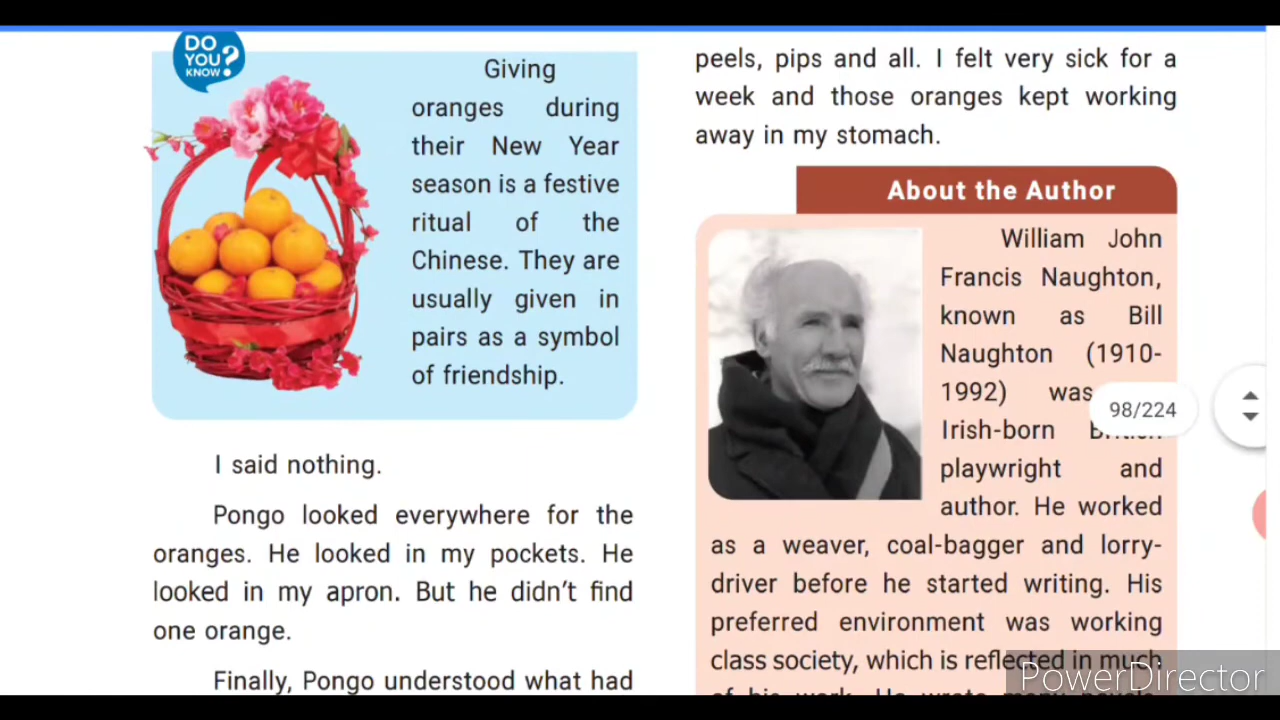 DO
YOU
KNOW
?
Giving
oranges during
their New Year
season is a festive
ritual of the
Chinese. They are
usually given in
pairs as a symbol
of friendship.
I said nothing.
Pongo looked everywhere for the
oranges. He looked in my pockets. He
looked in my apron. But he didn't find
one orange.
Finally, Pongo understood what had
peels, pips and all. I felt very sick for a
week and those oranges kept working
away in my stomach.
About the Author
William John
Francis Naughton,
known as Bill
Naughton (1910-
1992) was
Irish-born
playwright and
author. He worked
as a weaver, coal-bagger and lorry-
driver before he started writing. His
preferred environment was working
class society, which is reflected in much
98/224
PowerDirector